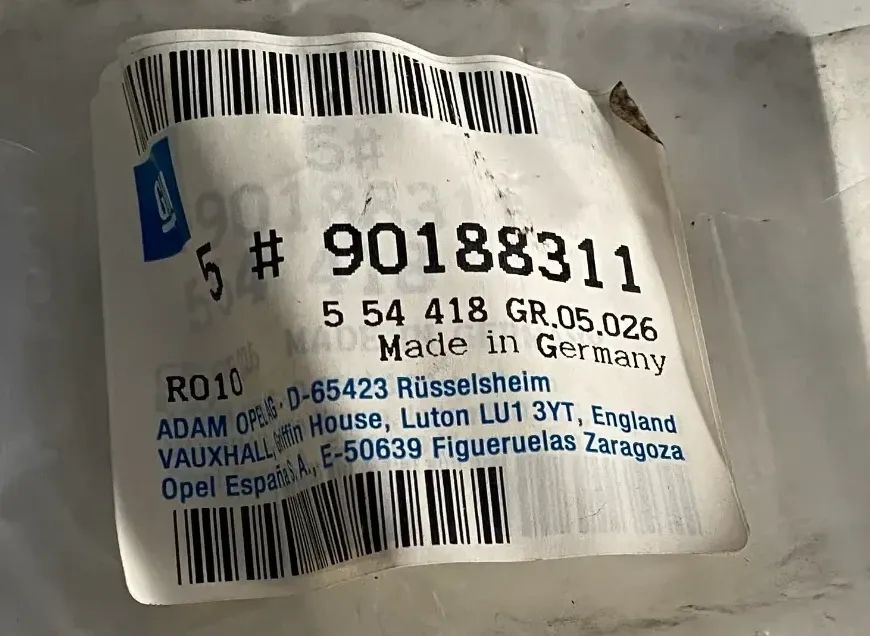 GM
5 # 90188311
5 54 418 GR.05.026
Made in Germany
R010
ADAM OPEL AG · D-65423 Rüsselsheim
VAUXHALL, Griffin House, Luton LU1 3YT, England
Opel España S.A., E-50639 Figueruelas Zaragoza